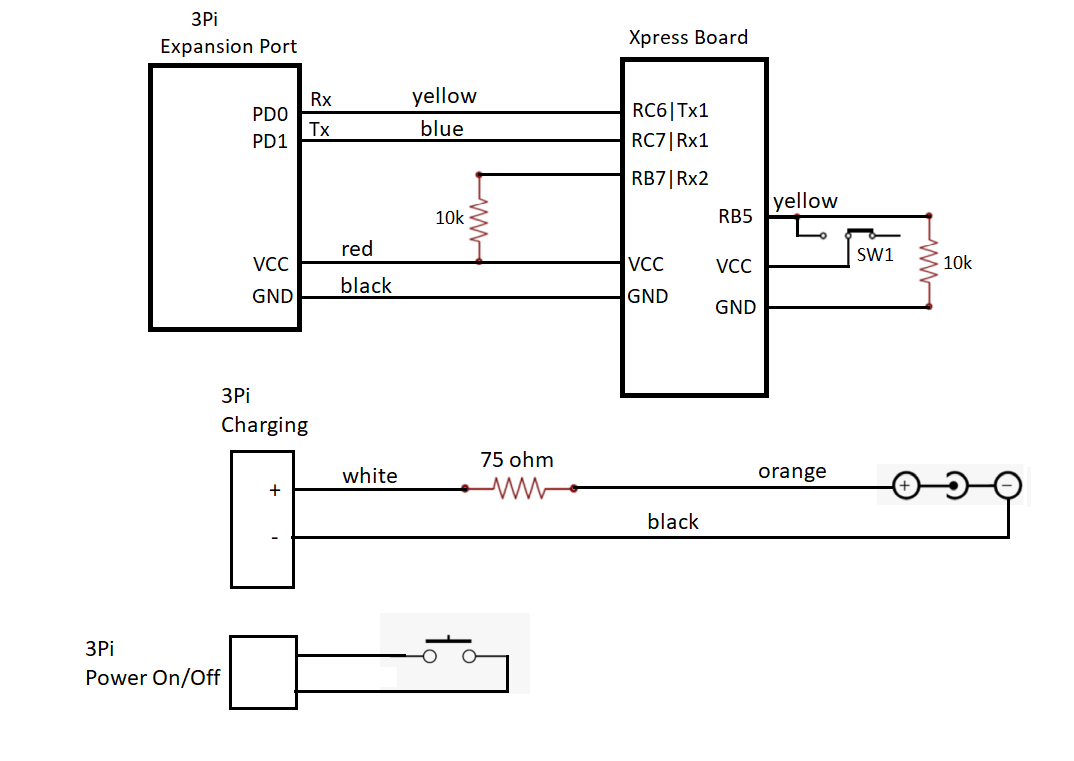 3Pi
Expansion Port
Xpress Board
PD0
PD1
Rx
Tx
yellow
blue
RC6|Tx1
RC7|Rx1
RB7|Rx2
10k
VCC
GND
red
black
VCC
GND
RB5
VCC
GND
yellow
SW1
10k
3Pi
Charging
+
-
white
75 ohm
orange
black
+
−
3Pi
Power On/Off